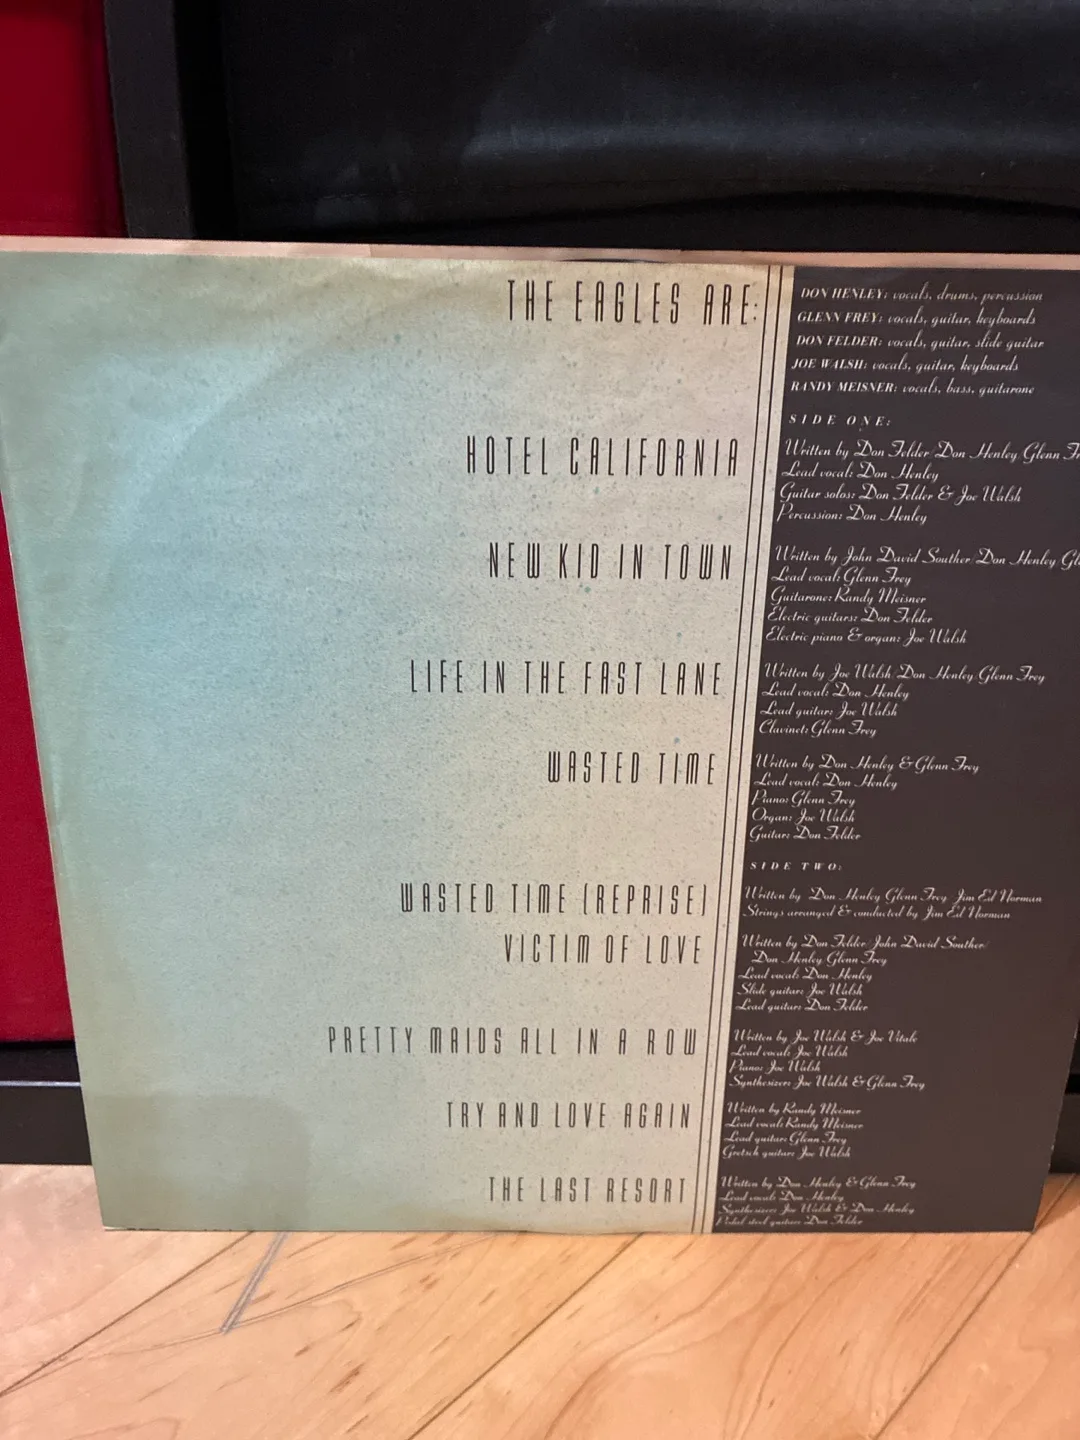 THE EAGLES ARE:
DON HENLEY: vocals, drums, percussion
GLENN FREY: vocals, guitar, keyboards
DON FELDER: vocals, guitar, slide guitar
JOE WALSH: vocals, guitar, keyboards
RANDY MEISNER: vocals, bass, guitarone
SIDE ONE:
HOTEL CALIFORNIA
Written by Don Felder/Don Henley/Glenn
Lead vocal: Don Henley
Guitar solos: Don Felder & Joe Walsh
Percussion: Don Henley
NEW KID IN TOWN
Written by John David Souther/Don Henley
Lead vocal: Glenn Frey
Guitarone: Randy Meisner
Electric guitars: Don Felder
Electric piano & organ: Joe Walsh
LIFE IN THE FAST LANE
Written by Joe Walsh/Don Henley/Glenn Frey
Lead vocal: Don Henley
Lead guitar: Joe Walsh
Clavinet: Glenn Frey
WASTED TIME
Written by Don Henley & Glenn Frey
Lead vocal: Don Henley
Piano: Glenn Frey
Organ: Joe Walsh
Guitar: Don Felder
SIDE TWO:
WASTED TIME (REPRISE)
Written by Don Henley/Glenn Frey/Jim Ed Norman
Strings arranged & conducted by Jim Ed Norman
VICTIM OF LOVE
Written by Don Felder/John David Souther/
Don Henley/Glenn Frey
Lead vocal: Don Henley
Slide guitar: Joe Walsh
Lead guitar: Don Felder
PRETTY MAIDS ALL IN A ROW
Written by Joe Walsh & Joe Vitale
Lead vocal: Joe Walsh
Piano: Joe Walsh
Synthesizer: Joe Walsh & Glenn Frey
TRY AND LOVE AGAIN
Written by Randy Meisner
Lead vocal: Randy Meisner
Lead guitar: Glenn Frey
Gretsch guitar: Joe Walsh
THE LAST RESORT
Written by Don Henley & Glenn Frey
Lead vocal: Don Henley
Synthesizer: Joe Walsh & Don Henley
Pedal steel guitar: Don Felder